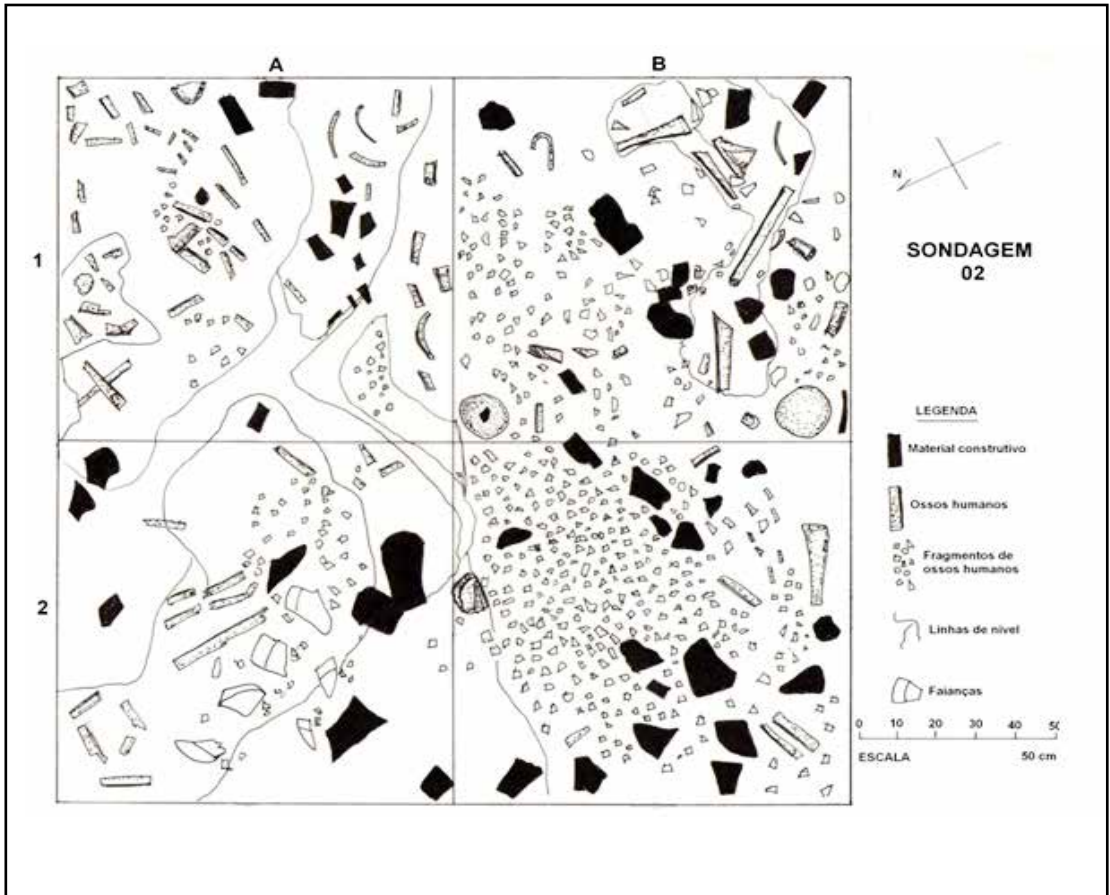 A B
1
2
N
SONDAGEM
02
LEGENDA
Material construtivo
Ossos humanos
Fragmentos de
ossos humanos
Linhas de nível
Faianças
0 10 20 30 40 50
ESCALA 50 cm